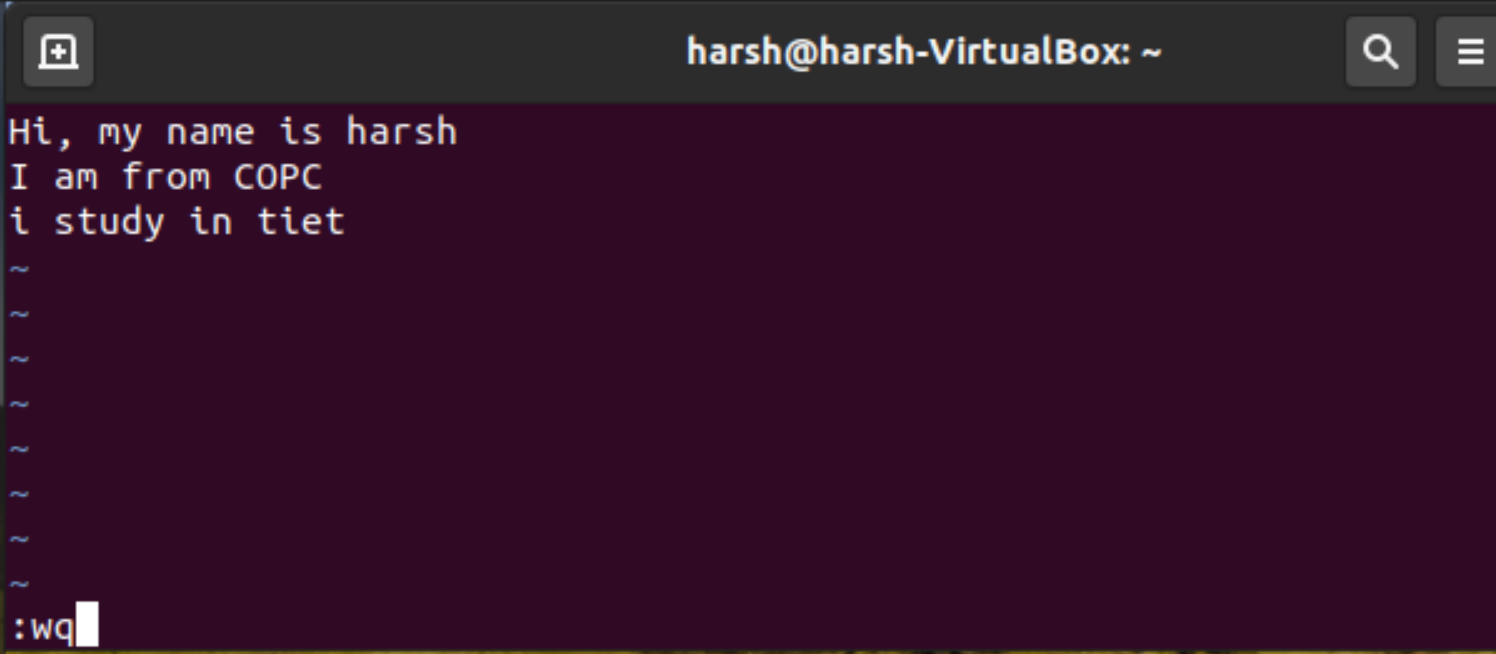 harsh@harsh-VirtualBox: ~
Hi, my name is harsh
I am from COPC
i study in tiet
~
~
~
~
~
~
~
~
:wq